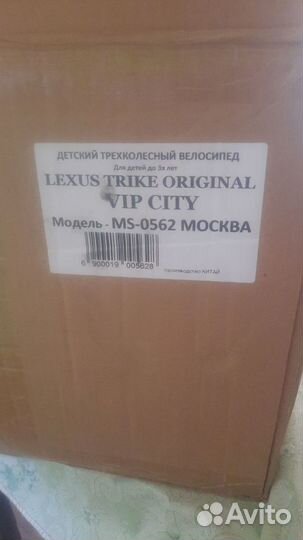 ДЕТСКИЙ ТРЕХКОЛЕСНЫЙ ВЕЛОСИПЕД
Для детей до 3х лет
LEXUS TRIKE ORIGINAL
VIP CITY
Модель - MS-0562 МОСКВА
6 900019 005628
производство КИТАЙ
Avito